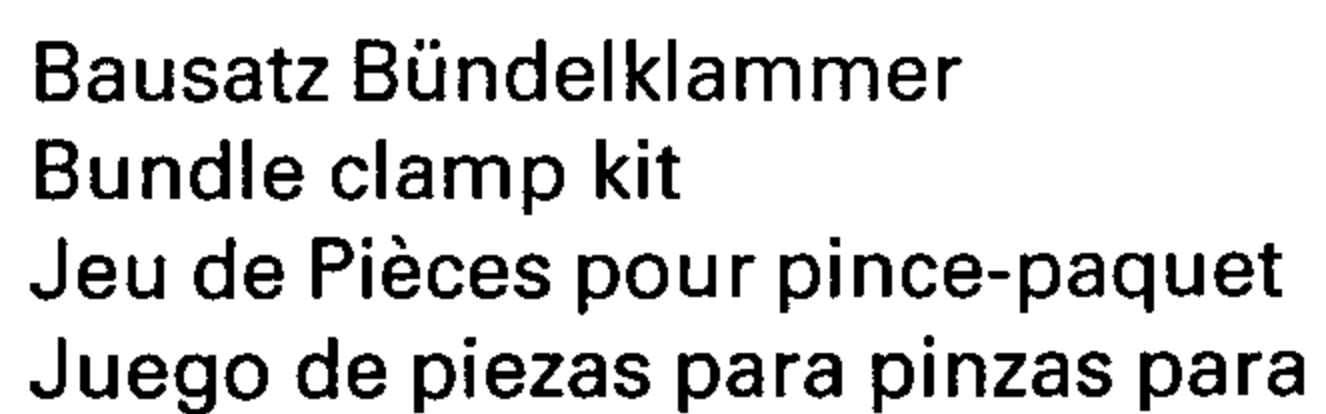 Bausatz Bündelklammer
Bundle clamp kit
Jeu de Pièces pour pince-paquet
Juego de piezas para pinzas para